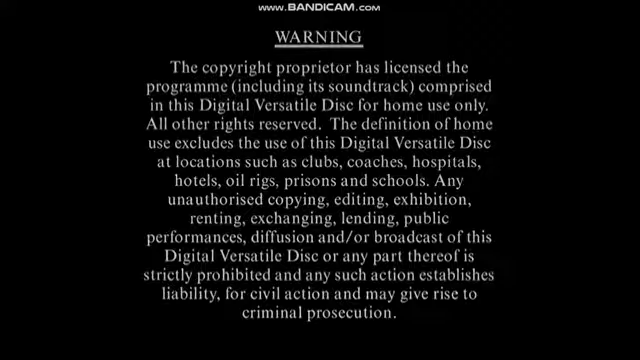 www.BANDICAM.com
WARNING
The copyright proprietor has licensed the
programme (including its soundtrack) comprised
in this Digital Versatile Disc for home use only.
All other rights reserved. The definition of home
use excludes the use of this Digital Versatile Disc
at locations such as clubs, coaches, hospitals,
hotels, oil rigs, prisons and schools. Any
unauthorised copying, editing, exhibition,
renting, exchanging, lending, public
performances, diffusion and/or broadcast of this
Digital Versatile Disc or any part thereof is
strictly prohibited and any such action establishes
liability, for civil action and may give rise to
criminal prosecution.